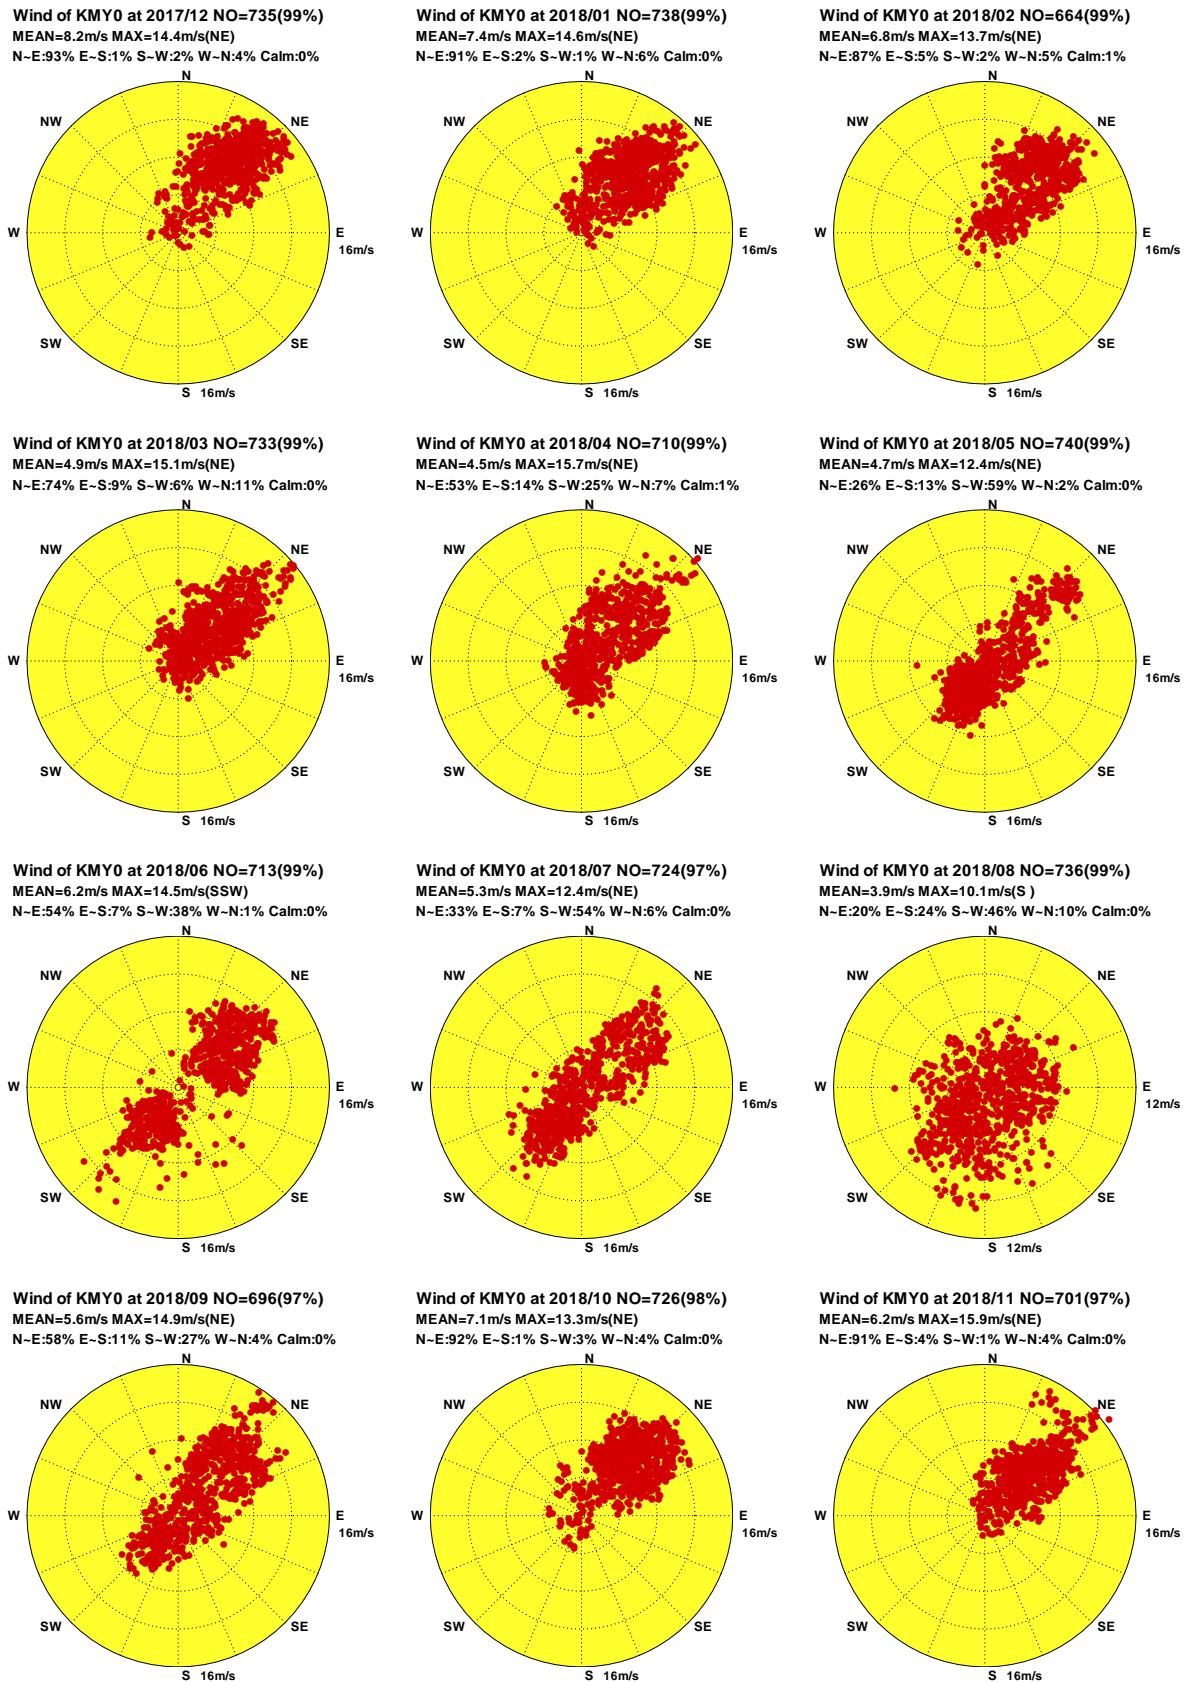 Wind of KMY0 at 2017/12 NO=735(99%)
MEAN=8.2m/s MAX=14.4m/s(NE)
N~E:93% E~S:1% S~W:2% W~N:4% Calm:0%
N
NW
NE
W
E
16m/s
SW
SE
S 16m/s
Wind of KMY0 at 2018/01 NO=738(99%)
MEAN=7.4m/s MAX=14.6m/s(NE)
N~E:91% E~S:2% S~W:1% W~N:6% Calm:0%
N
NW
NE
W
E
16m/s
SW
SE
S 16m/s
Wind of KMY0 at 2018/02 NO=664(99%)
MEAN=6.8m/s MAX=13.7m/s(NE)
N~E:87% E~S:5% S~W:2% W~N:5% Calm:1%
N
NW
NE
W
E
16m/s
SW
SE
S 16m/s
Wind of KMY0 at 2018/03 NO=733(99%)
MEAN=4.9m/s MAX=15.1m/s(NE)
N~E:74% E~S:9% S~W:6% W~N:11% Calm:0%
N
NW
NE
W
E
16m/s
SW
SE
S 16m/s
Wind of KMY0 at 2018/04 NO=710(99%)
MEAN=4.5m/s MAX=15.7m/s(NE)
N~E:53% E~S:14% S~W:25% W~N:7% Calm:1%
N
NW
NE
W
E
16m/s
SW
SE
S 16m/s
Wind of KMY0 at 2018/05 NO=740(99%)
MEAN=4.7m/s MAX=12.4m/s(NE)
N~E:26% E~S:13% S~W:59% W~N:2% Calm:0%
N
NW
NE
W
E
16m/s
SW
SE
S 16m/s
Wind of KMY0 at 2018/06 NO=713(99%)
MEAN=6.2m/s MAX=14.5m/s(SSW)
N~E:54% E~S:7% S~W:38% W~N:1% Calm:0%
N
NW
NE
W
E
16m/s
SW
SE
S 16m/s
Wind of KMY0 at 2018/07 NO=724(97%)
MEAN=5.3m/s MAX=12.4m/s(NE)
N~E:33% E~S:7% S~W:54% W~N:6% Calm:0%
N
NW
NE
W
E
16m/s
SW
SE
S 16m/s
Wind of KMY0 at 2018/08 NO=736(99%)
MEAN=3.9m/s MAX=10.1m/s(S )
N~E:20% E~S:24% S~W:46% W~N:10% Calm:0%
N
NW
NE
W
E
12m/s
SW
SE
S 12m/s
Wind of KMY0 at 2018/09 NO=696(97%)
MEAN=5.6m/s MAX=14.9m/s(NE)
N~E:58% E~S:11% S~W:27% W~N:4% Calm:0%
N
NW
NE
W
E
16m/s
SW
SE
S 16m/s
Wind of KMY0 at 2018/10 NO=726(98%)
MEAN=7.1m/s MAX=13.3m/s(NE)
N~E:92% E~S:1% S~W:3% W~N:4% Calm:0%
N
NW
NE
W
E
16m/s
SW
SE
S 16m/s
Wind of KMY0 at 2018/11 NO=701(97%)
MEAN=6.2m/s MAX=15.9m/s(NE)
N~E:91% E~S:4% S~W:1% W~N:4% Calm:0%
N
NW
NE
W
E
16m/s
SW
SE
S 16m/s